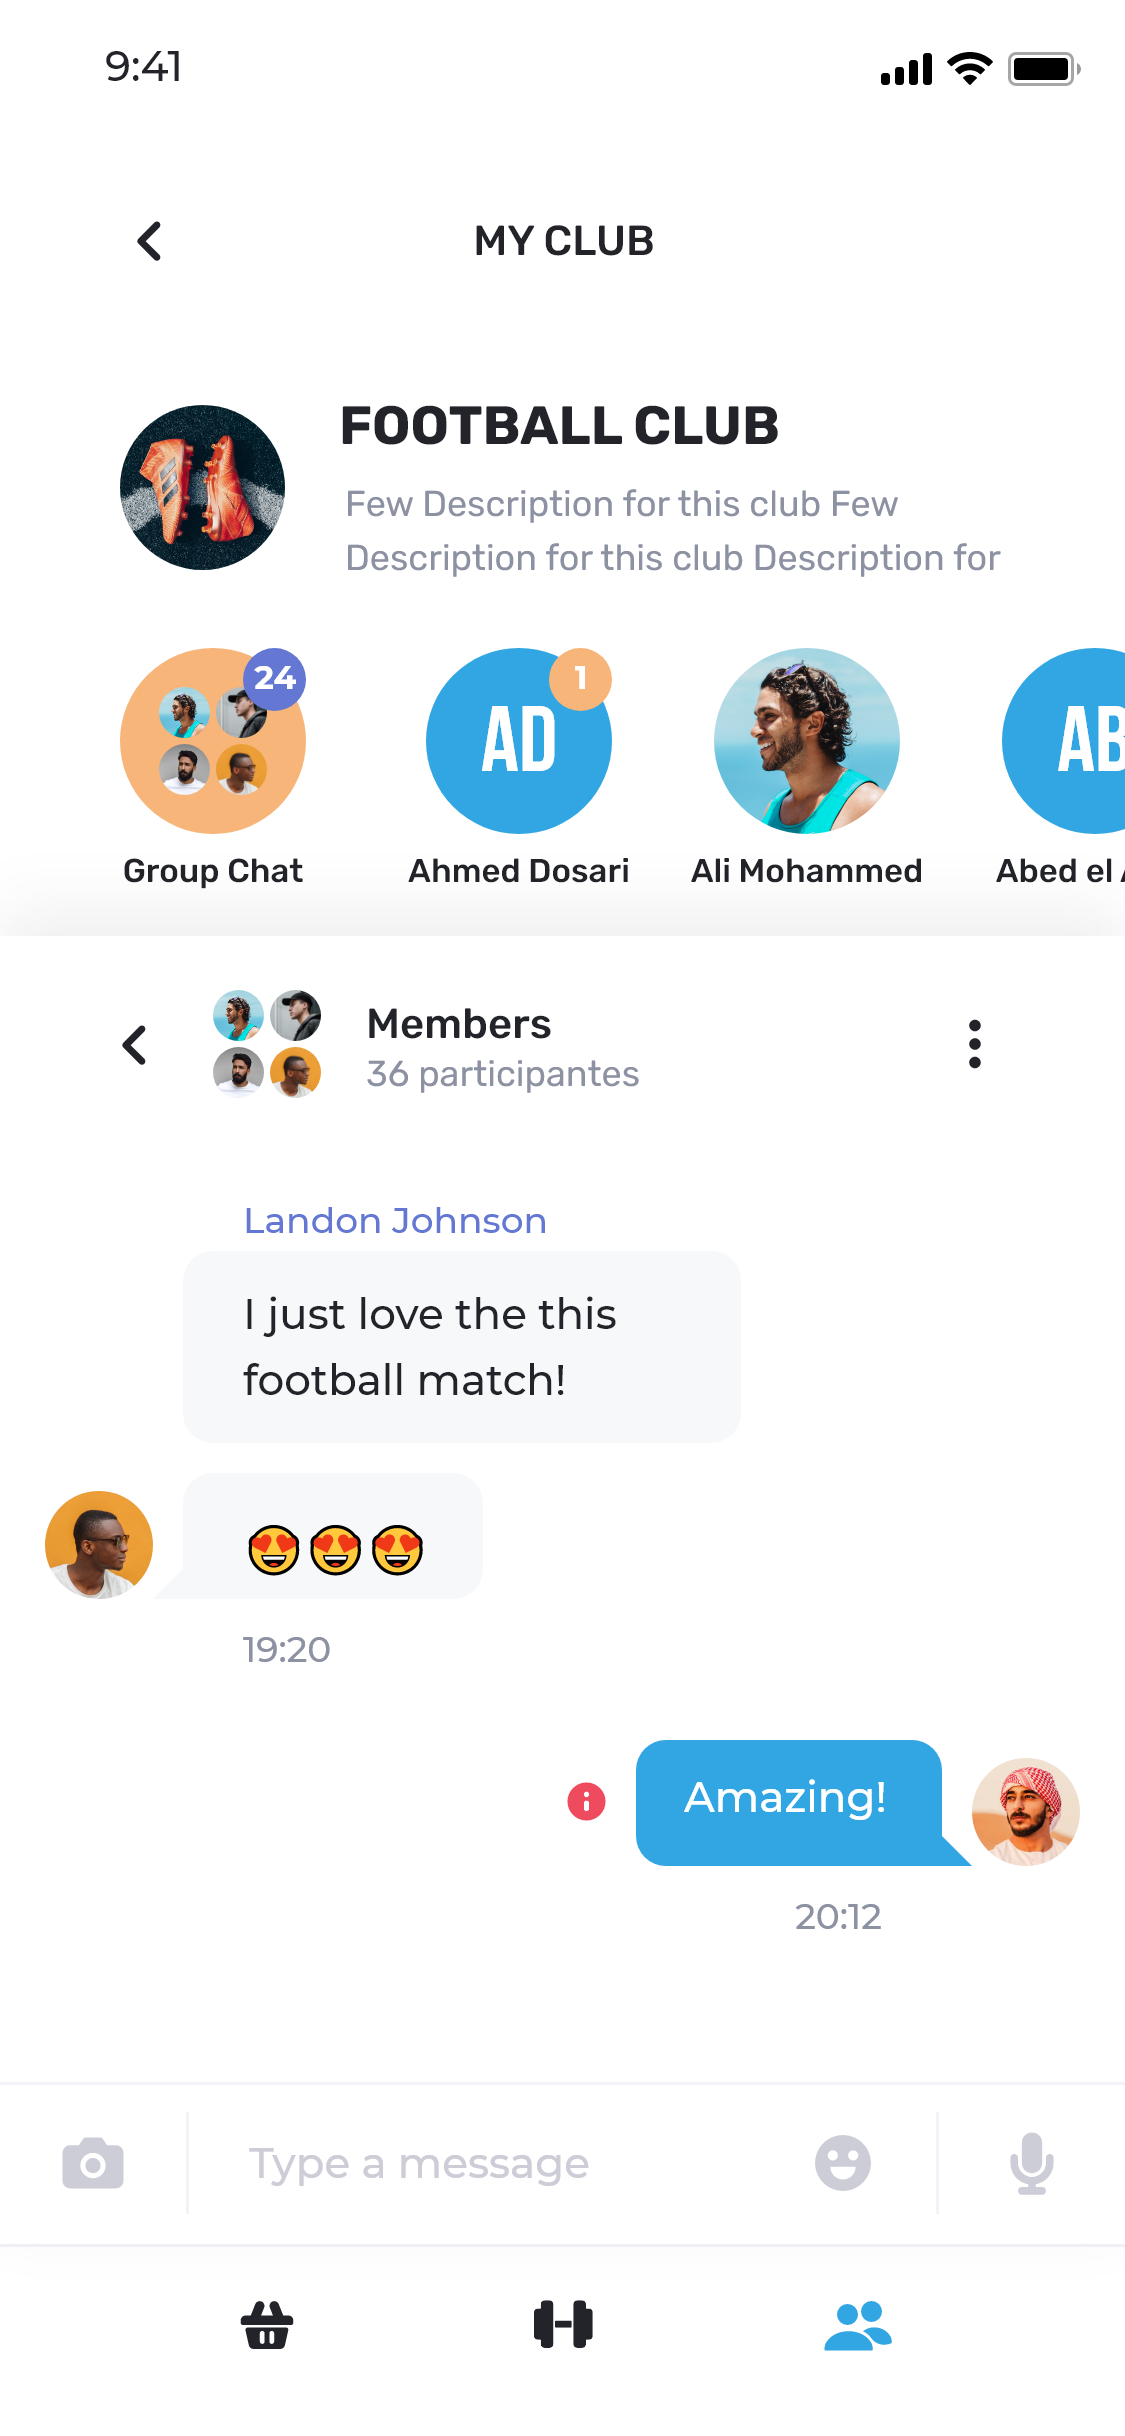 9:41
MY CLUB
FOOTBALL CLUB
Few Description for this club Few
Description for this club Description for
24
1
AD
AB
Group Chat
Ahmed Dosari
Ali Mohammed
Abed el
Members
36 participantes
Landon Johnson
I just love the this
football match!
19:20
Amazing!
20:12
Type a message